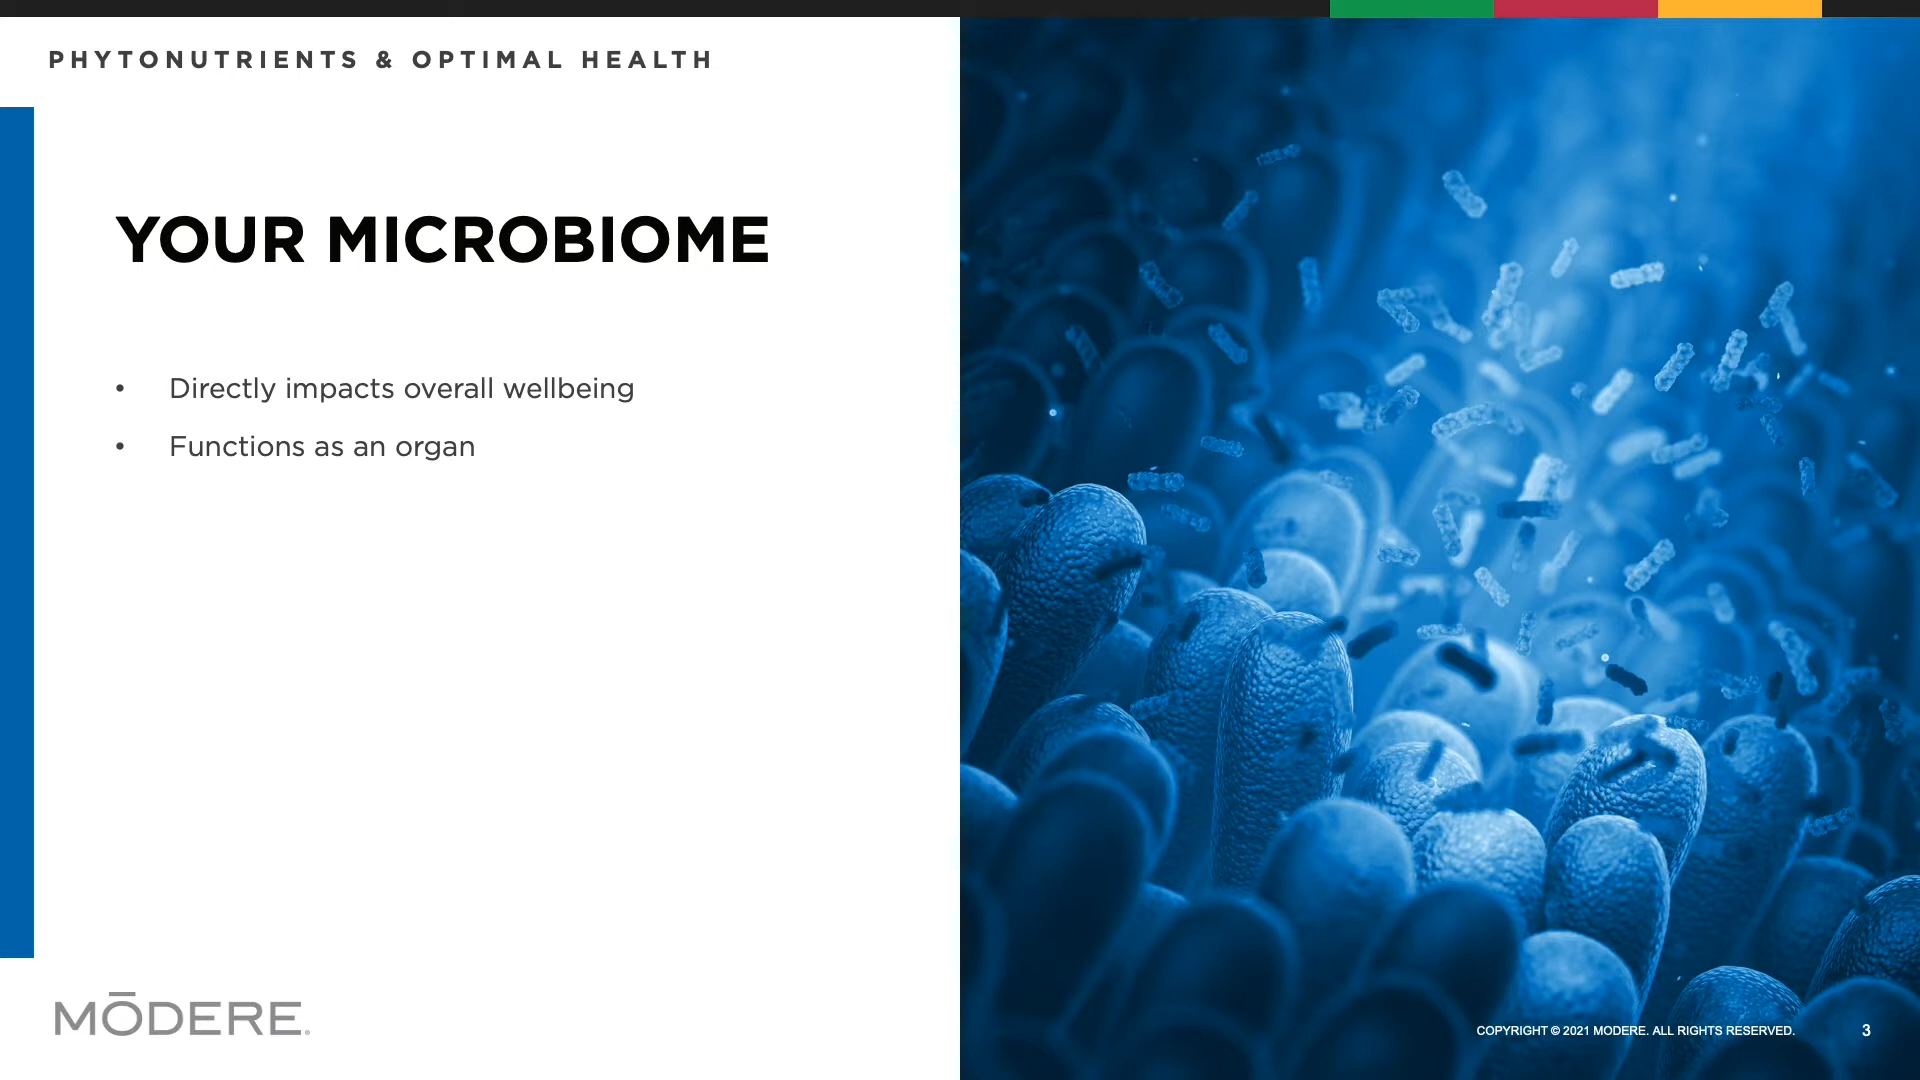 PHYTONUTRIENTS & OPTIMAL HEALTH
YOUR MICROBIOME
• Directly impacts overall wellbeing
• Functions as an organ
MŌDERE®
COPYRIGHT © 2021 MODERE. ALL RIGHTS RESERVED.
3